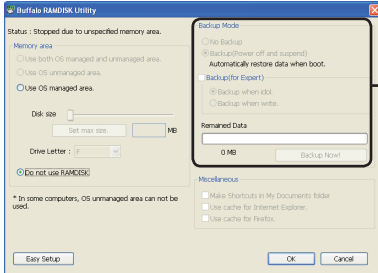 Buffalo RAMDISK Utility
Status : Stopped due to unspecified memory area.
Memory area
Use both OS managed and unmanaged area.
Use OS unmanaged area.
Use OS managed area.
Disk size
Set max size.
MB
Drive Letter : F
Do not use RAMDISK
* In some computers, OS unmanaged area can not be
used.
Easy Setup
Backup Mode
No Backup
Backup(Power off and suspend)
Automatically restore data when boot.
Backup(for Expert)
Backup when idol.
Backup when write.
Remained Data
0 MB
Backup Now!
Miscellaneous
Make Shortcuts in My Documents folder
Use cache for Internet Explorer.
Use cache for Firefox.
OK
Cancel